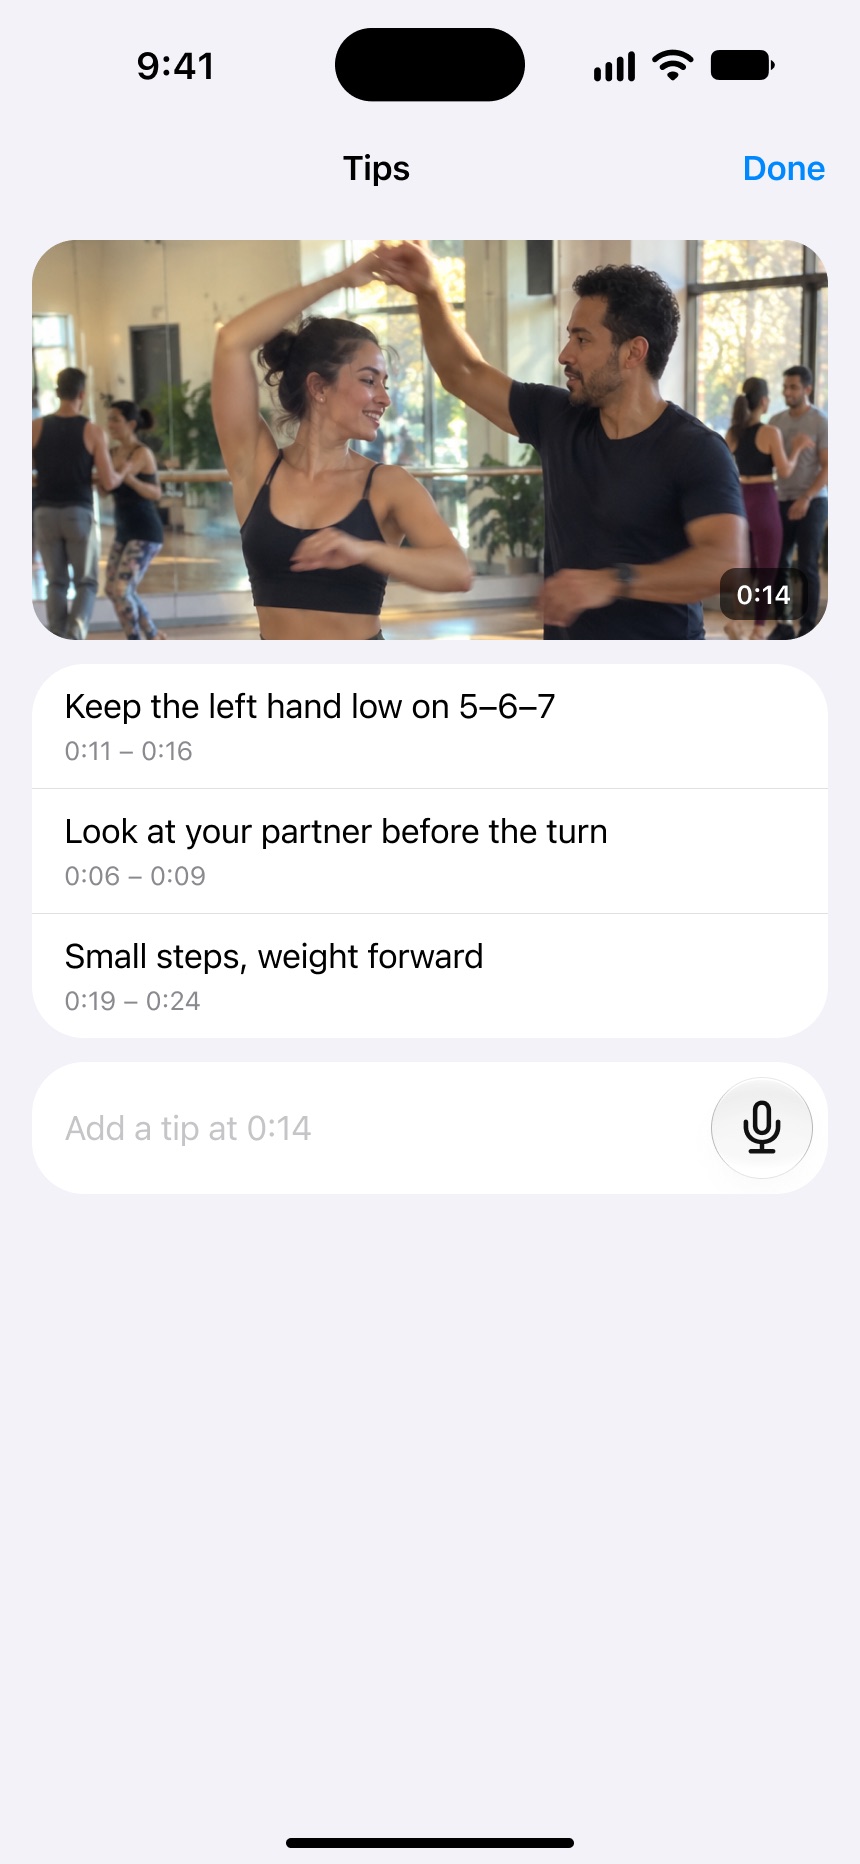 9:41
Tips
Done
0:14
Keep the left hand low on 5–6–7
0:11 – 0:16
Look at your partner before the turn
0:06 – 0:09
Small steps, weight forward
0:19 – 0:24
Add a tip at 0:14